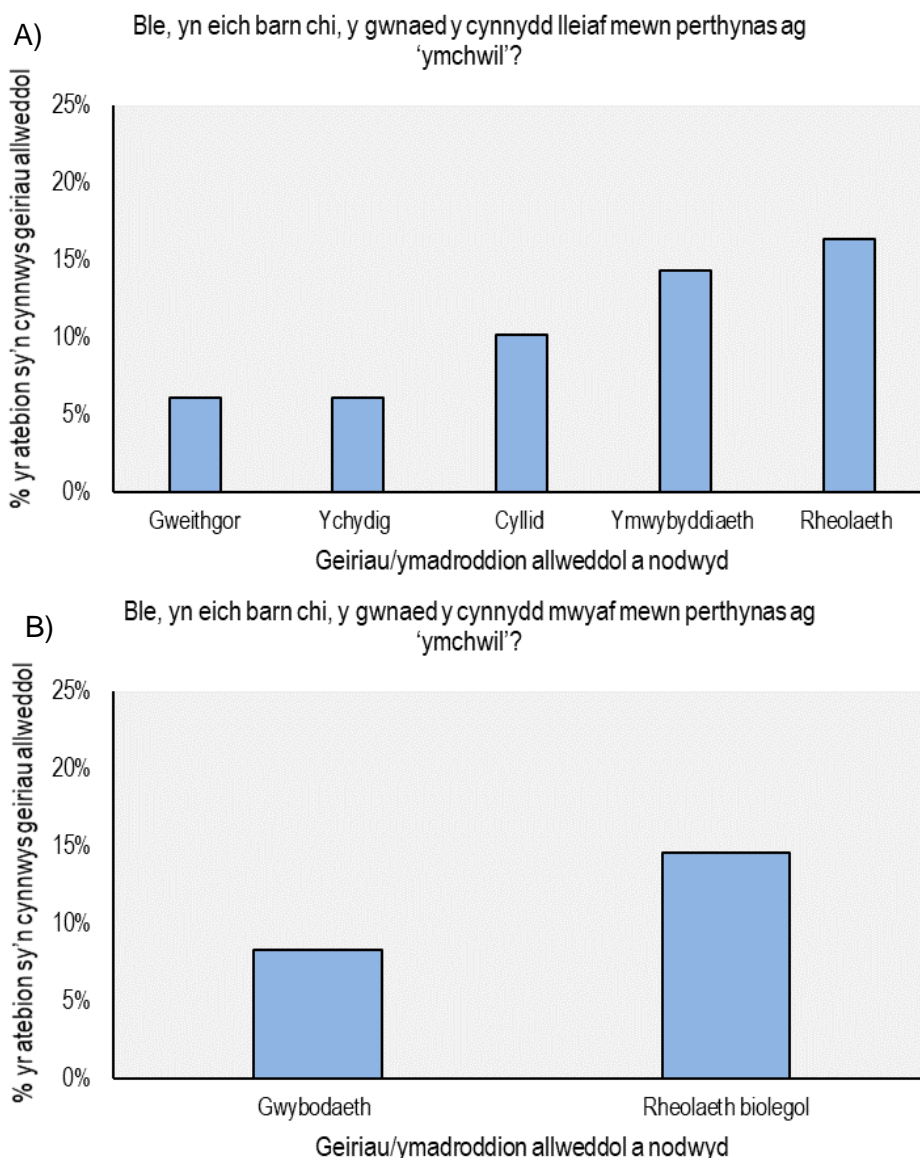 A)
Ble, yn eich barn chi, y gwnaed y cynnydd lleiaf mewn perthynas ag
‘ymchwil’?
% yr atebion sy’n cynnwys geiriau allweddol
25%
20%
15%
10%
5%
0%
Gweithgor Ychydig Cyllid Ymwybyddiaeth Rheolaeth
Geiriau/ymadroddion allweddol a nodwyd
B)
Ble, yn eich barn chi, y gwnaed y cynnydd mwyaf mewn perthynas ag
‘ymchwil’?
% yr atebion sy’n cynnwys geiriau allweddol
25%
20%
15%
10%
5%
0%
Gwybodaeth Rheolaeth biolegol
Geiriau/ymadroddion allweddol a nodwyd